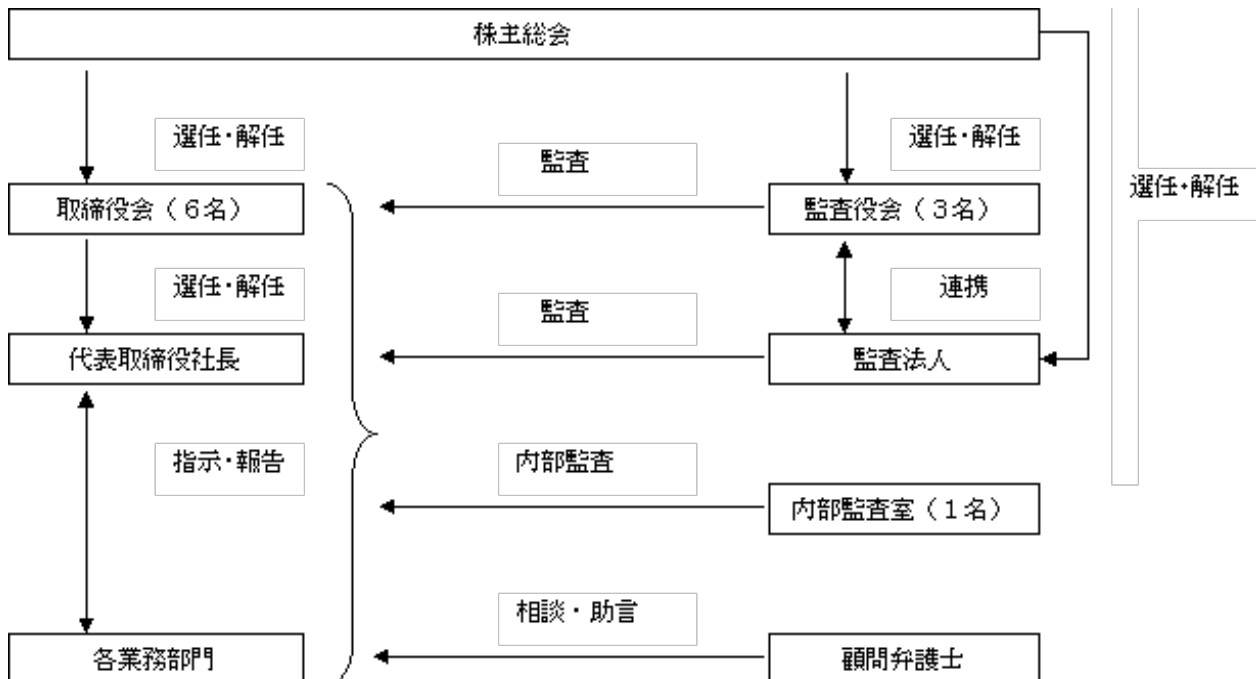 株主総会
選任・解任
選任・解任
選任・解任
監査
取締役会（６名）
監査役会（３名）
選任・解任
連携
監査
代表取締役社長
監査法人
指示・報告
内部監査
内部監査室（１名）
相談・助言
各業務部門
顧問弁護士